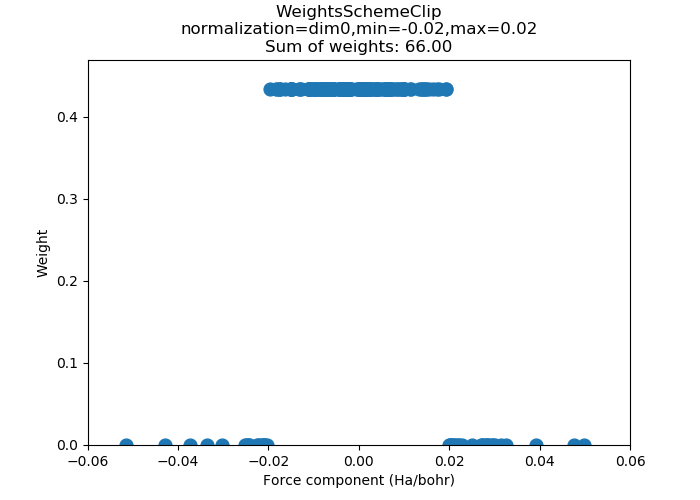 WeightsSchemeClip
normalization=dim0,min=-0.02,max=0.02
Sum of weights: 66.00
0.4
0.3
0.2
0.1
0.0
Weight
−0.06 −0.04 −0.02 0.00 0.02 0.04 0.06
Force component (Ha/bohr)